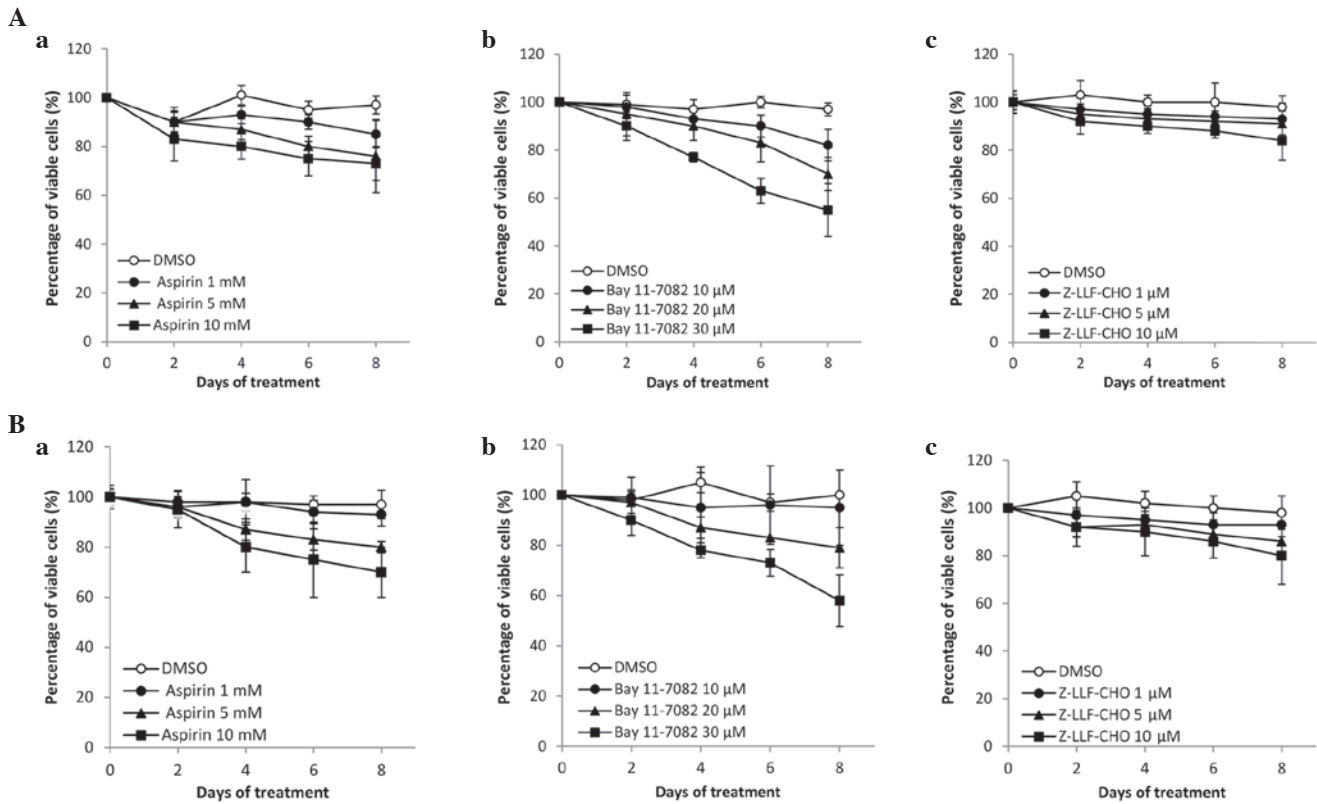 A
a
120
100
80
60
40
20
0
Percentage of viable cells (%)
DMSO
Aspirin 1 mM
Aspirin 5 mM
Aspirin 10 mM
0 2 4 6 8
Days of treatment
b
120
100
80
60
40
20
0
Percentage of viable cells (%)
DMSO
Bay 11-7082 10 µM
Bay 11-7082 20 µM
Bay 11-7082 30 µM
0 2 4 6 8
Days of treatment
c
120
100
80
60
40
20
0
Percentage of viable cells (%)
DMSO
Z-LLF-CHO 1 µM
Z-LLF-CHO 5 µM
Z-LLF-CHO 10 µM
0 2 4 6 8
Days of treatment
B
a
120
100
80
60
40
20
0
Percentage of viable cells (%)
DMSO
Aspirin 1 mM
Aspirin 5 mM
Aspirin 10 mM
0 2 4 6 8
Days of treatment
b
120
100
80
60
40
20
0
Percentage of viable cells (%)
DMSO
Bay 11-7082 10 µM
Bay 11-7082 20 µM
Bay 11-7082 30 µM
0 2 4 6 8
Days of treatment
c
120
100
80
60
40
20
0
Percentage of viable cells (%)
DMSO
Z-LLF-CHO 1 µM
Z-LLF-CHO 5 µM
Z-LLF-CHO 10 µM
0 2 4 6 8
Days of treatment